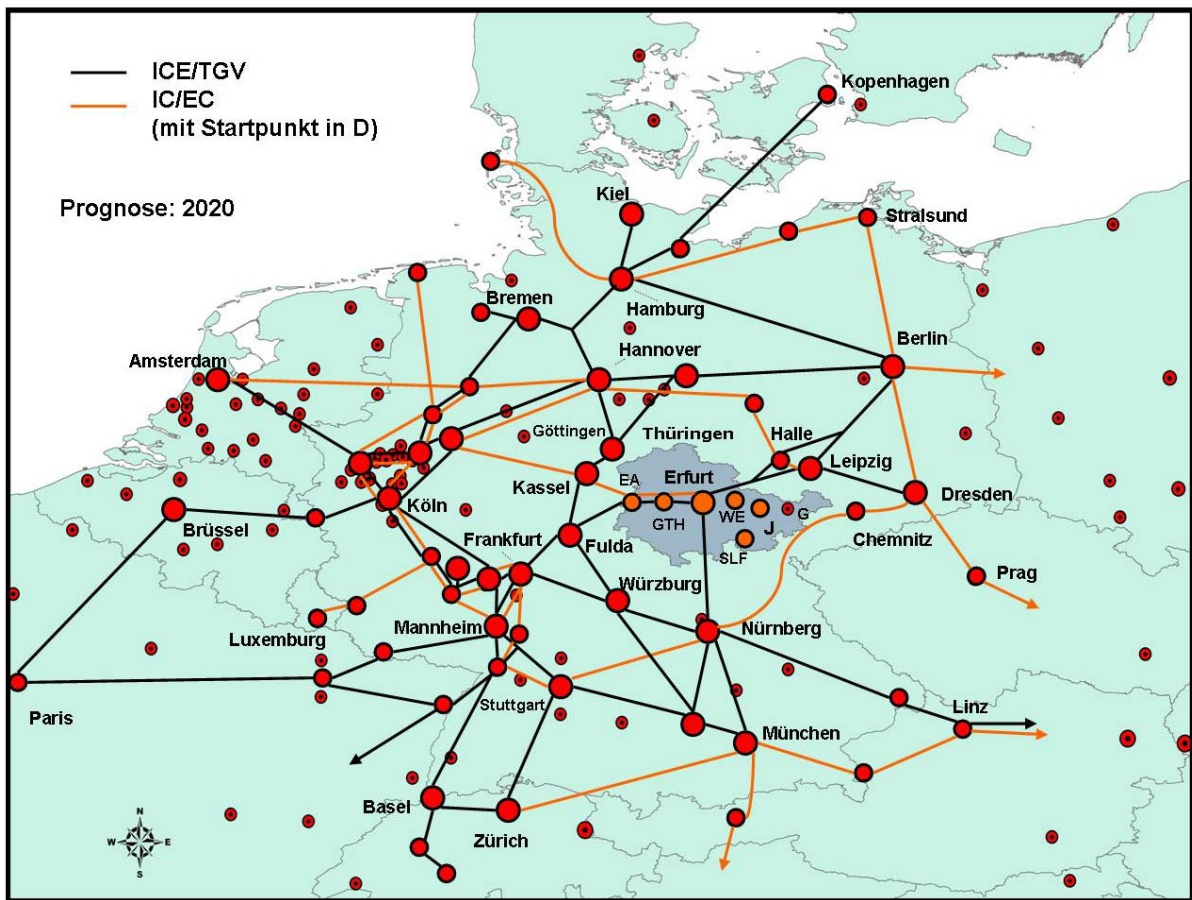 ICE/TGV
IC/EC
(mit Startpunkt in D)
Prognose: 2020
Kopenhagen
Kiel
Stralsund
Bremen
Hamburg
Hannover
Berlin
Amsterdam
Göttingen
Thüringen
Halle
Leipzig
Kassel
EA
Erfurt
Köln
GTH
WE
J
G
Dresden
Brüssel
Frankfurt
Fulda
SLF
Chemnitz
Würzburg
Prag
Luxemburg
Mannheim
Nürnberg
Paris
Stuttgart
Linz
München
Basel
Zürich
N
W
E
S